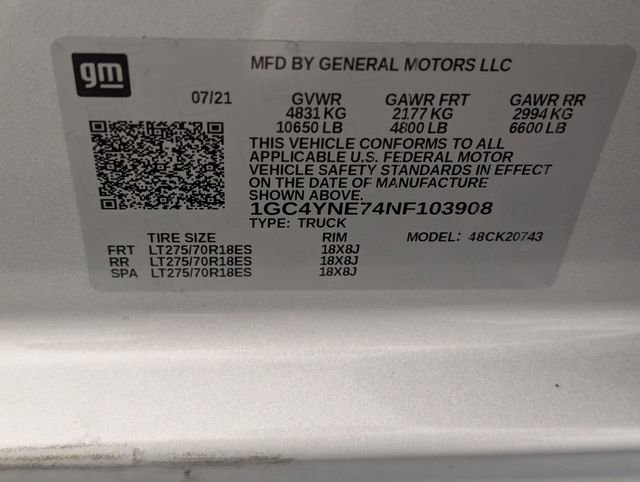 gm
MFD BY GENERAL MOTORS LLC
07/21 GVWR GAWR FRT GAWR RR
4831 KG 2177 KG 2994 KG
10650 LB 4800 LB 6600 LB
THIS VEHICLE CONFORMS TO ALL
APPLICABLE U.S. FEDERAL MOTOR
VEHICLE SAFETY STANDARDS IN EFFECT
ON THE DATE OF MANUFACTURE
SHOWN ABOVE.
1GC4YNE74NF103908
TYPE: TRUCK MODEL: 48CK20743
TIRE SIZE RIM
FRT LT275/70R18ES 18X8J
RR LT275/70R18ES 18X8J
SPA LT275/70R18ES 18X8J